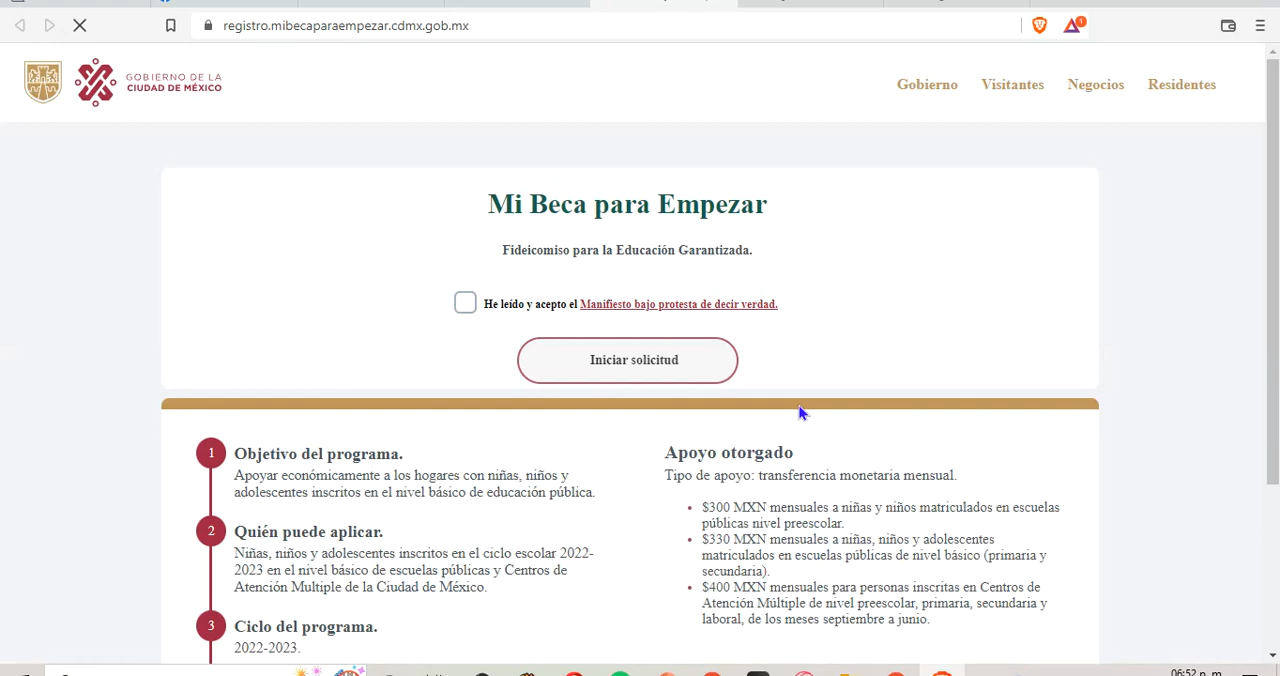 registro.mibecaparaempezar.cdmx.gob.mx
1
GOBIERNO DE LA
CIUDAD DE MÉXICO
Gobierno Visitantes Negocios Residentes
Mi Beca para Empezar
Fideicomiso para la Educación Garantizada.
He leído y acepto el Manifiesto bajo protesta de decir verdad.
Iniciar solicitud
1 Objetivo del programa.
Apoyar económicamente a los hogares con niñas, niños y
adolescentes inscritos en el nivel básico de educación pública.
2 Quién puede aplicar.
Niñas, niños y adolescentes inscritos en el ciclo escolar 2022-
2023 en el nivel básico de escuelas públicas y Centros de
Atención Multiple de la Ciudad de México.
3 Ciclo del programa.
2022-2023.
Apoyo otorgado
Tipo de apoyo: transferencia monetaria mensual.
• $300 MXN mensuales a niñas y niños matriculados en escuelas
públicas nivel preescolar.
• $330 MXN mensuales a niñas, niños y adolescentes
matriculados en escuelas públicas de nivel básico (primaria y
secundaria).
• $400 MXN mensuales para personas inscritas en Centros de
Atención Múltiple de nivel preescolar, primaria, secundaria y
laboral, de los meses septiembre a junio.
06:52 p. m.